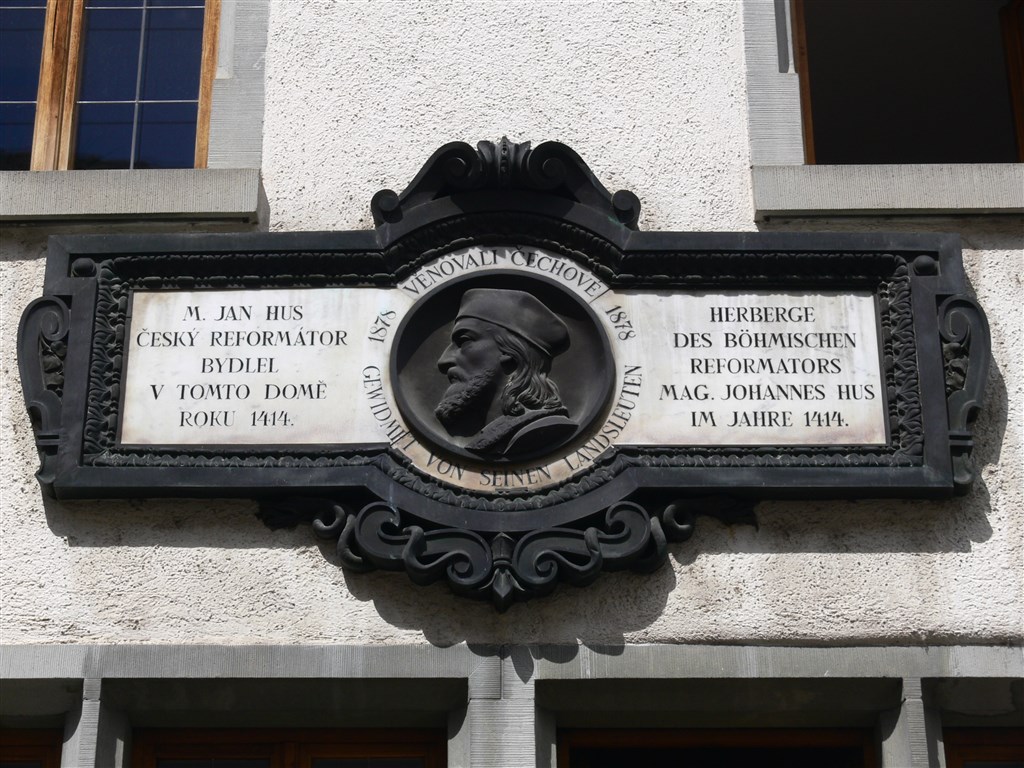 M. JAN HUS
ČESKÝ REFORMÁTOR
BYDLEL
V TOMTO DOMĚ
ROKU 1414.
VĚNOVALI ČECHOVÉ
1878
1878
GEWIDMET VON SEINEN LANDSLEUTEN
HERBERGE
DES BÖHMISCHEN
REFORMATORS
MAG. JOHANNES HUS
IM JAHRE 1414.